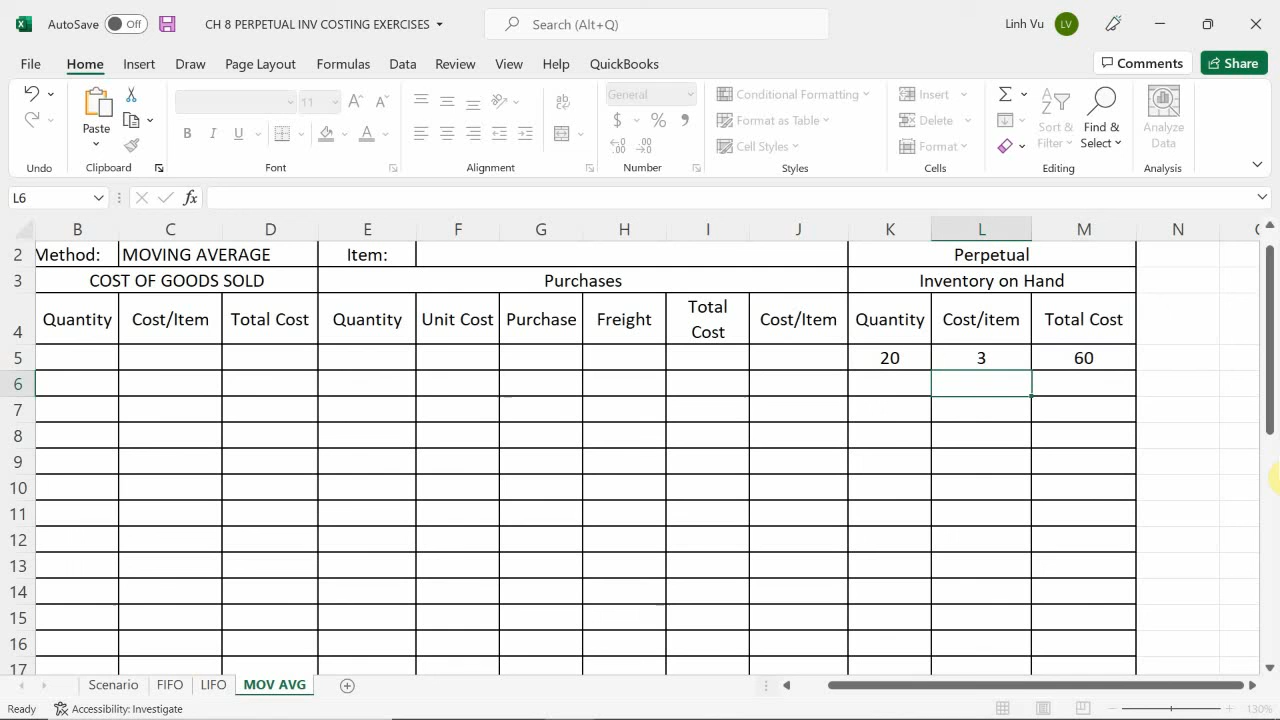 AutoSave Off CH 8 PERPETUAL INV COSTING EXERCISES Search (Alt+Q) Linh Vu LV
File Home Insert Draw Page Layout Formulas Data Review View Help QuickBooks Comments Share
Paste 11 B I U A A A ab General $ % 9 .00 Conditional Formatting Format as Table Cell Styles Insert Delete Format Σ Sort & Filter Find & Select Analyze Data
Undo Clipboard Font Alignment Number Styles Cells Editing Analysis
L6 fx
B C D E F G H I J K L M N
2 Method: MOVING AVERAGE Item: Perpetual
3 COST OF GOODS SOLD Purchases Inventory on Hand
4 Quantity Cost/Item Total Cost Quantity Unit Cost Purchase Freight Total Cost Cost/Item Quantity Cost/item Total Cost
5 20 3 60
6
7
8
9
10
11
12
13
14
15
16
17
Scenario FIFO LIFO MOV AVG
Ready Accessibility: Investigate 130%